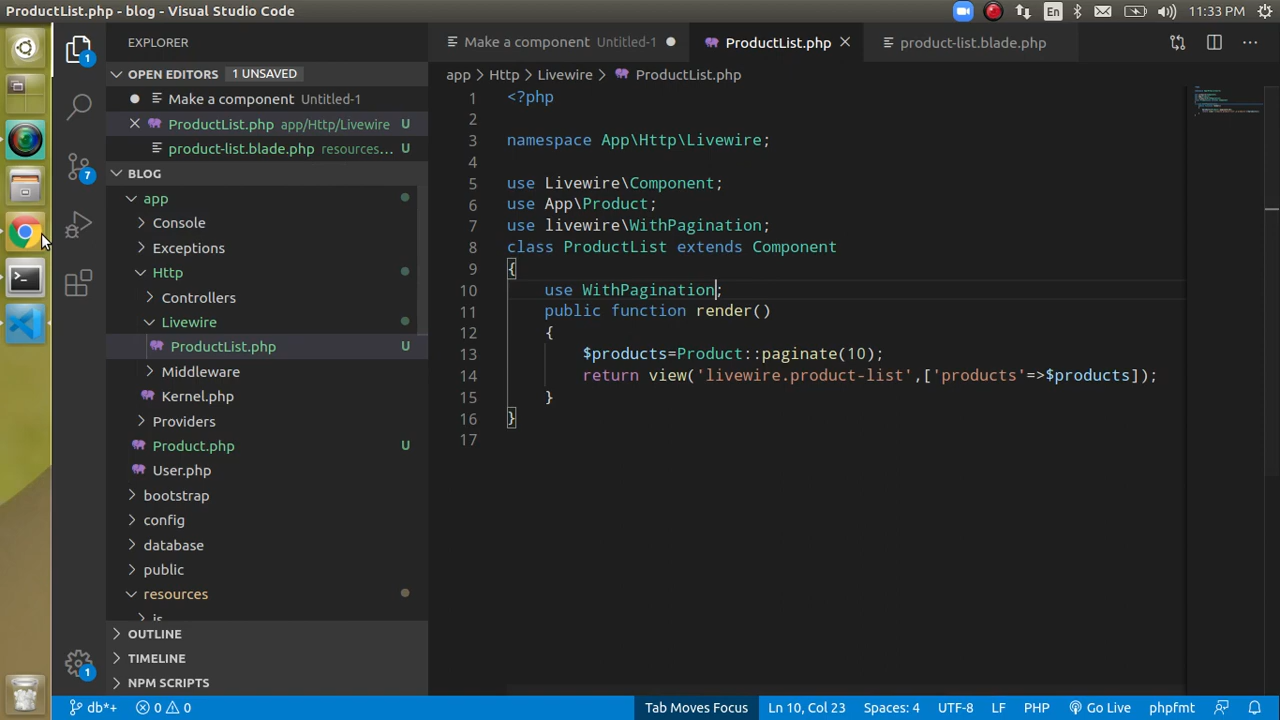 ProductList.php - blog - Visual Studio Code
En
11:33 PM
EXPLORER
Make a component Untitled-1
ProductList.php
product-list.blade.php
OPEN EDITORS
1 UNSAVED
app
Http
Livewire
ProductList.php
Make a component Untitled-1
ProductList.php app/Http/Livewire U
product-list.blade.php resources... U
BLOG
app
Console
Exceptions
Http
Controllers
Livewire
ProductList.php U
Middleware
Kernel.php
Providers
Product.php U
User.php
bootstrap
config
database
public
resources
js
OUTLINE
TIMELINE
NPM SCRIPTS
1
7
1
1 <?php
2
3 namespace App\Http\Livewire;
4
5 use Livewire\Component;
6 use App\Product;
7 use livewire\WithPagination;
8 class ProductList extends Component
9 {
10 use WithPagination;
11 public function render()
12 {
13 $products=Product::paginate(10);
14 return view('livewire.product-list',['products'=>$products]);
15 }
16 }
17
db*+
0
0
Tab Moves Focus
Ln 10, Col 23
Spaces: 4
UTF-8
LF
PHP
Go Live
phpfmt